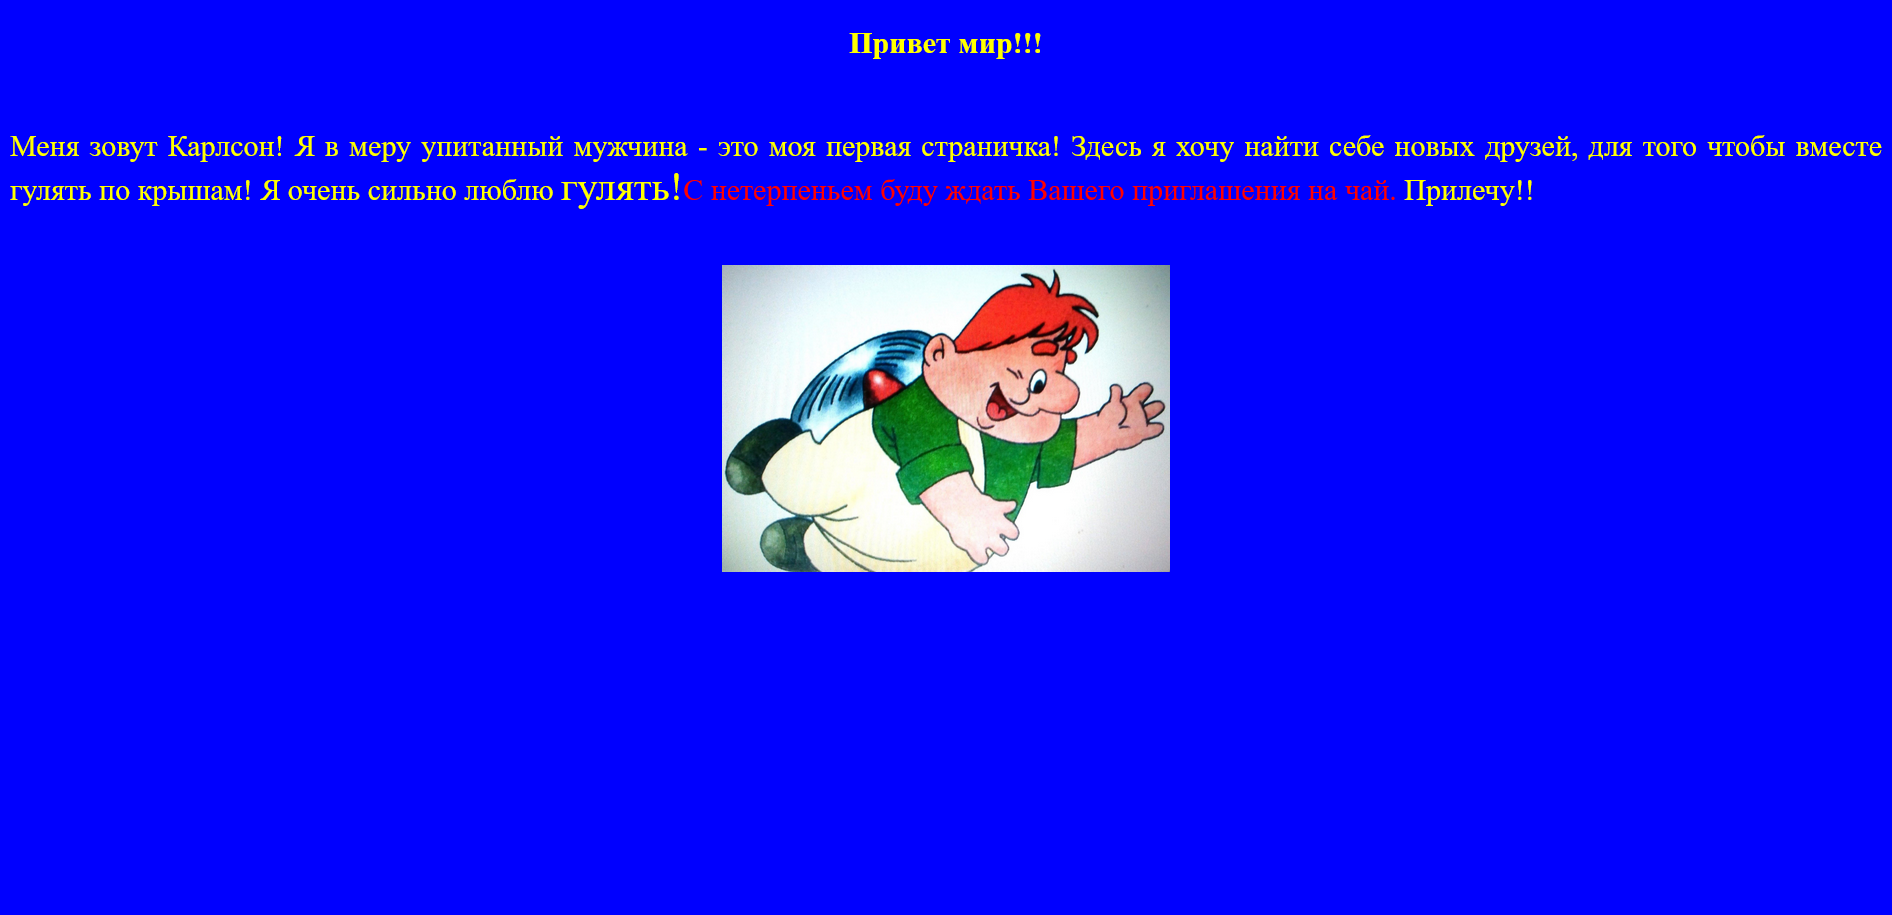 Привет мир!!!
Меня зовут Карлсон! Я в меру упитанный мужчина - это моя первая страничка! Здесь я хочу найти себе новых друзей, для того чтобы вместе
гулять по крышам! Я очень сильно люблю гулять!С нетерпеньем буду ждать Вашего приглашения на чай. Прилечу!!